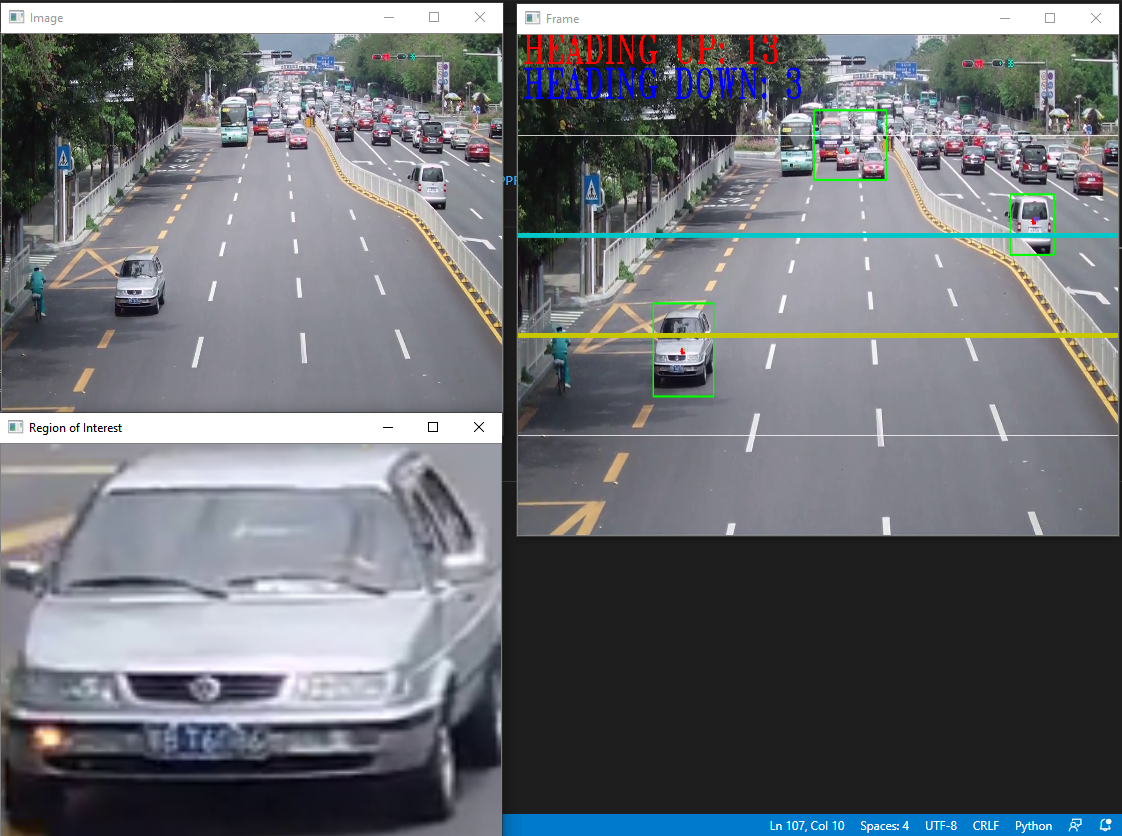 Image
Frame
HEADING UP: 13
HEADING DOWN: 3
Region of Interest
Ln 107, Col 10 Spaces: 4 UTF-8 CRLF Python